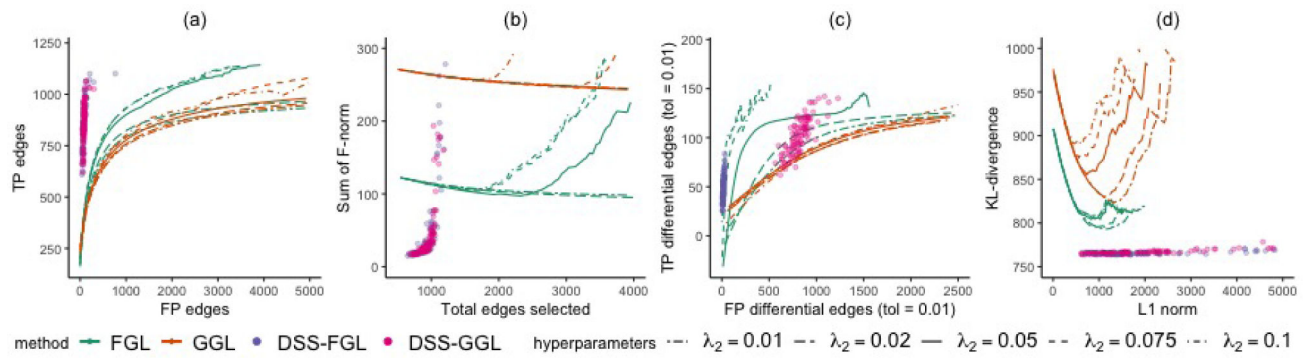 (a)
TP edges
1250
1000
750
500
250
0 1000 2000 3000 4000 5000
FP edges
(b)
Sum of F-norm
300
200
100
0
1000 2000 3000 4000
Total edges selected
(c)
TP differential edges (tol = 0.01)
200
150
100
50
0
0 500 1000 1500 2000 2500
FP differential edges (tol = 0.01)
(d)
KL-divergence
1000
950
900
850
800
750
0 1000 2000 3000 4000 5000
L1 norm
method FGL GGL DSS-FGL DSS-GGL hyperparameters λ₂ = 0.01 λ₂ = 0.02 λ₂ = 0.05 λ₂ = 0.075 λ₂ = 0.1